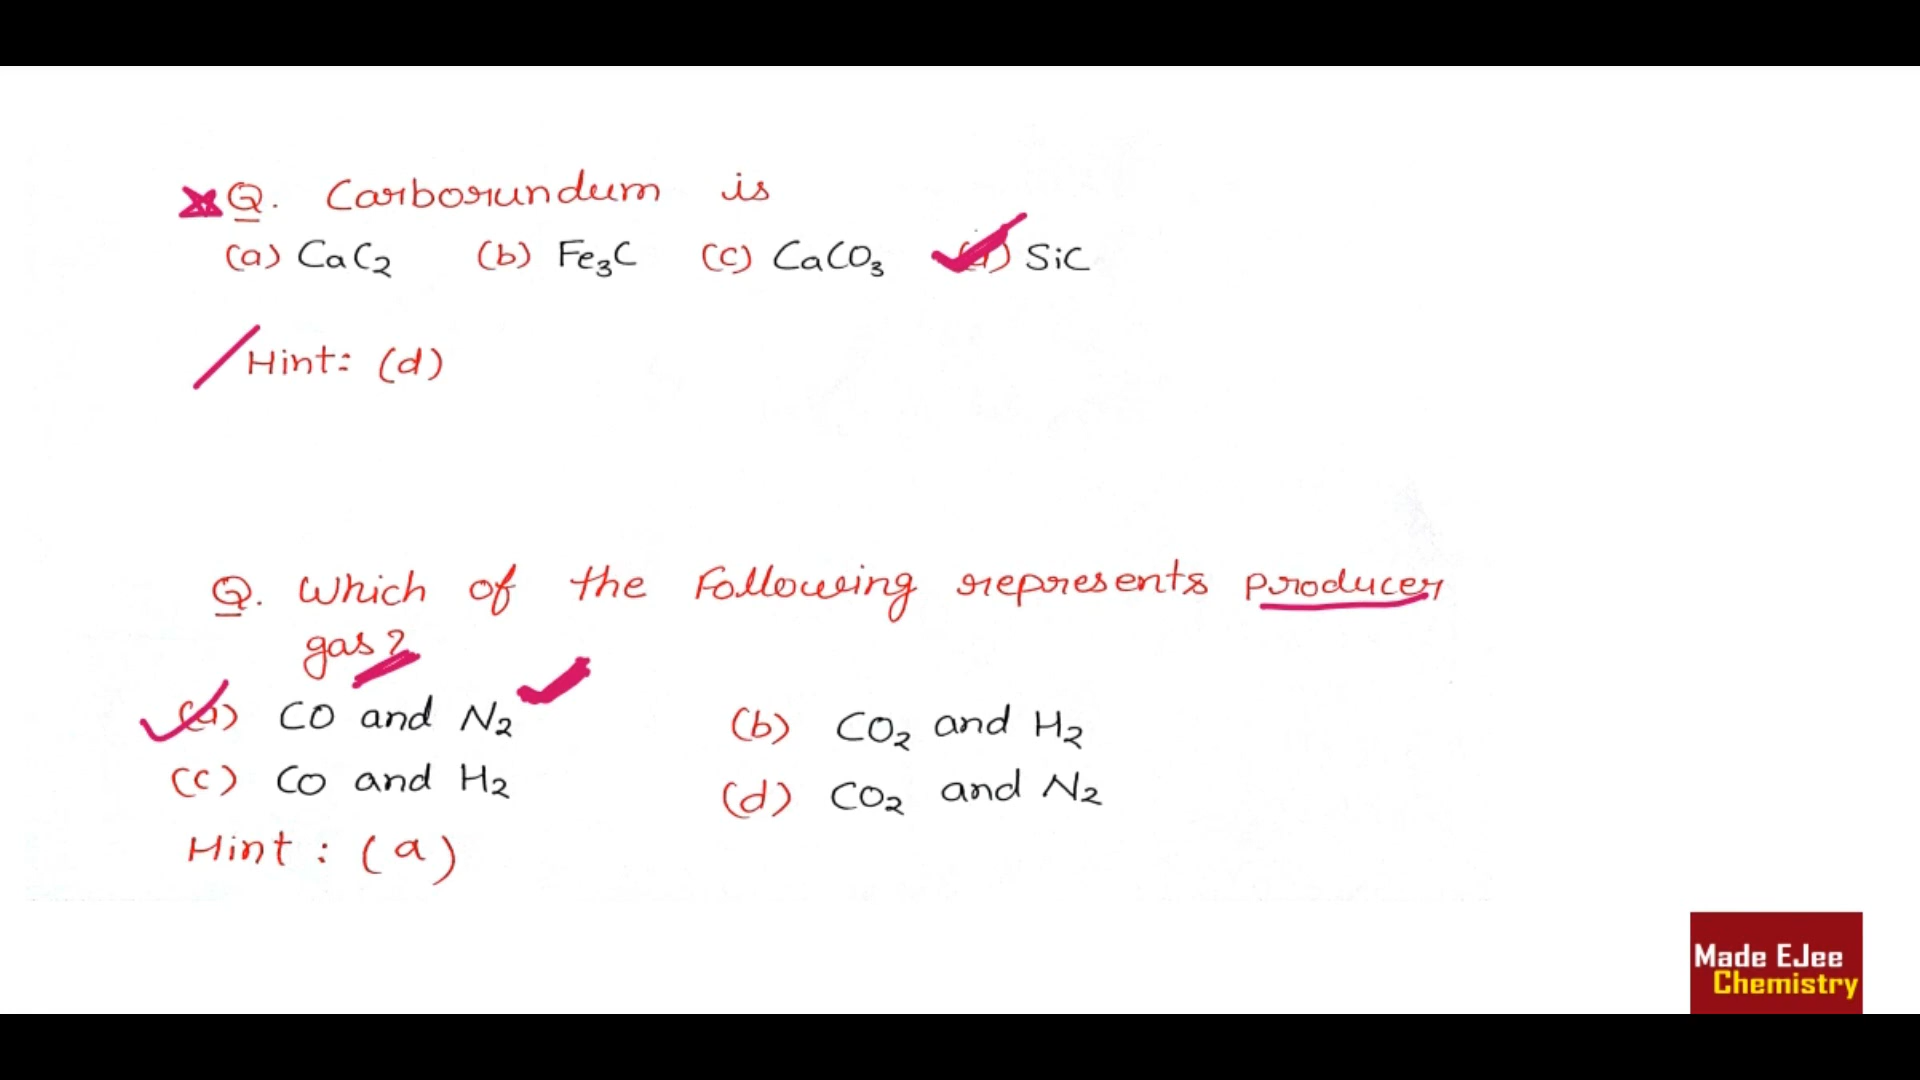 Q. Carborundum is
(a) CaC2 (b) Fe3C (c) CaCO3 (d) SiC
Hint: (d)
Q. Which of the following represents producer
gas?
(a) CO and N2 (b) CO2 and H2
(c) CO and H2 (d) CO2 and N2
Hint : (a)
Made EJee
Chemistry